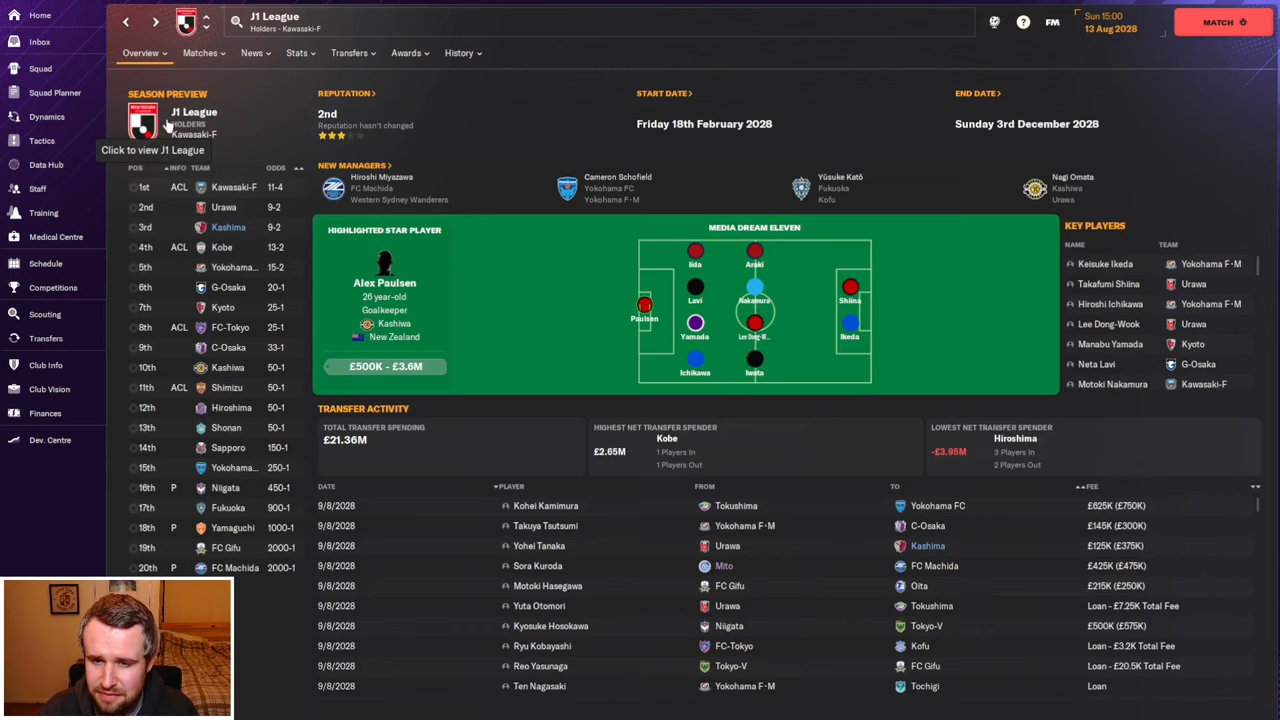 Home
Inbox
Squad
Squad Planner
Dynamics
Tactics
Data Hub
Staff
Training
Medical Centre
Schedule
Competitions
Scouting
Transfers
Club Info
Club Vision
Finances
Dev. Centre
J1 League
Holders - Kawasaki-F
FM
Sun 15:00
13 Aug 2028
MATCH
Overview Matches News Stats Transfers Awards History
SEASON PREVIEW
J1 League
HOLDERS
Kawasaki-F
Click to view J1 League
REPUTATION >
2nd
Reputation hasn't changed
START DATE >
Friday 18th February 2028
END DATE >
Sunday 3rd December 2028
NEW MANAGERS >
Hiroshi Miyazawa
FC Machida
Western Sydney Wanderers
Cameron Schofield
Yokohama FC
Yokohama F·M
Yūsuke Katō
Fukuoka
Kofu
Nagi Omata
Kashiwa
Urawa
POS INFO TEAM ODDS
1st ACL Kawasaki-F 11-4
2nd Urawa 9-2
3rd Kashima 9-2
4th ACL Kobe 13-2
5th Yokohama... 15-2
6th G-Osaka 20-1
7th Kyoto 25-1
8th ACL FC-Tokyo 25-1
9th C-Osaka 33-1
10th Kashiwa 50-1
11th ACL Shimizu 50-1
12th Hiroshima 50-1
13th Shonan 50-1
14th Sapporo 250-1
15th Yokohama... 250-1
16th P Niigata 450-1
17th Fukuoka 900-1
18th P Yamaguchi 1000-1
19th FC Gifu 2000-1
20th P FC Machida 2000-1
HIGHLIGHTED STAR PLAYER
Alex Paulsen
26 year-old
Goalkeeper
Kashiwa
New Zealand
£500K - £3.6M
MEDIA DREAM ELEVEN
Iida
Araki
Lavi
Nakamura
Shiina
Paulsen
Yamada
Lee Dong-W...
Ikeda
Ichikawa
Iwata
KEY PLAYERS
NAME TEAM
Keisuke Ikeda Yokohama F·M
Takafumi Shiina Urawa
Hiroshi Ichikawa Yokohama F·M
Lee Dong-Wook Urawa
Manabu Yamada Kyoto
Neta Lavi G-Osaka
Motoki Nakamura Kawasaki-F
TRANSFER ACTIVITY
TOTAL TRANSFER SPENDING
£21.36M
HIGHEST NET TRANSFER SPENDER
Kobe
£2.65M
1 Players In
1 Players Out
LOWEST NET TRANSFER SPENDER
Hiroshima
-£3.95M
3 Players In
2 Players Out
DATE PLAYER FROM TO FEE
9/8/2028 Kohei Kamimura Tokushima Yokohama FC £625K (£750K)
9/8/2028 Takuya Tsutsumi Yokohama F·M C-Osaka £145K (£300K)
9/8/2028 Yohei Tanaka Urawa Kashima £125K (£375K)
9/8/2028 Sora Kuroda Mito FC Machida £425K (£475K)
9/8/2028 Motoki Hasegawa FC Gifu Oita £215K (£250K)
9/8/2028 Yuta Otomori Urawa Tokushima Loan - £7.25K Total Fee
9/8/2028 Kyosuke Hosokawa Niigata Tokyo-V £500K (£575K)
9/8/2028 Ryu Kobayashi FC-Tokyo Kofu Loan - £3.2K Total Fee
9/8/2028 Reo Yasunaga Tokyo-V FC Gifu Loan - £20.5K Total Fee
9/8/2028 Ten Nagasaki Yokohama F·M Tochigi Loan